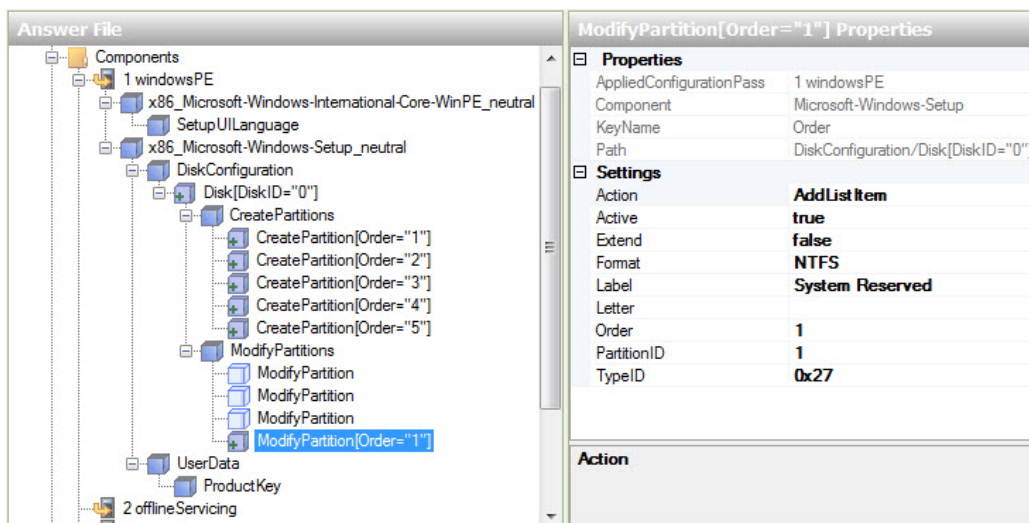 Answer File
Components
1 windowsPE
x86_Microsoft-Windows-International-Core-WinPE_neutral
SetupUILanguage
x86_Microsoft-Windows-Setup_neutral
DiskConfiguration
Disk[DiskID="0"]
CreatePartitions
CreatePartition[Order="1"]
CreatePartition[Order="2"]
CreatePartition[Order="3"]
CreatePartition[Order="4"]
CreatePartition[Order="5"]
ModifyPartitions
ModifyPartition
ModifyPartition
ModifyPartition
ModifyPartition[Order="1"]
UserData
ProductKey
2 offlineServicing
ModifyPartition[Order="1"] Properties
Properties
AppliedConfigurationPass 1 windowsPE
Component Microsoft-Windows-Setup
KeyName Order
Path DiskConfiguration/Disk[DiskID="0"]
Settings
Action AddListItem
Active true
Extend false
Format NTFS
Label System Reserved
Letter
Order 1
PartitionID 1
TypeID 0x27
Action